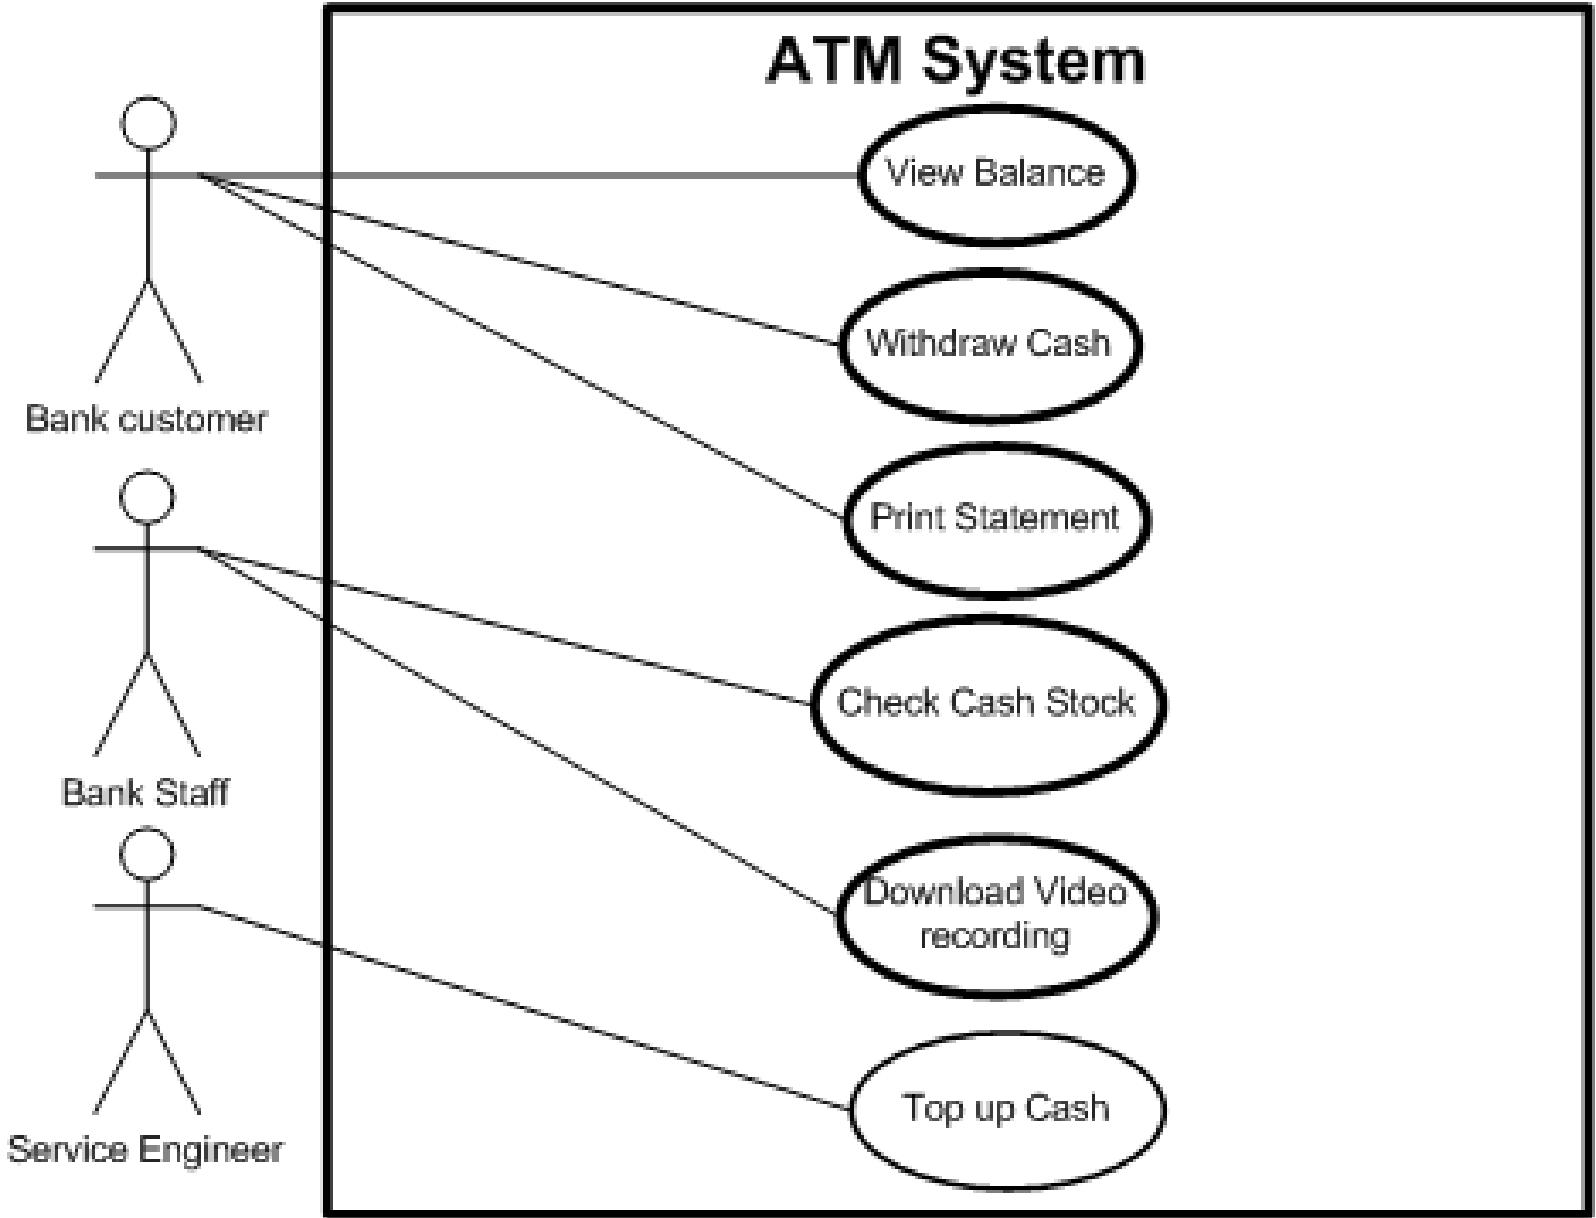 ATM System
View Balance
Withdraw Cash
Bank customer
Print Statement
Check Cash Stock
Bank Staff
Download Video
recording
Top up Cash
Service Engineer